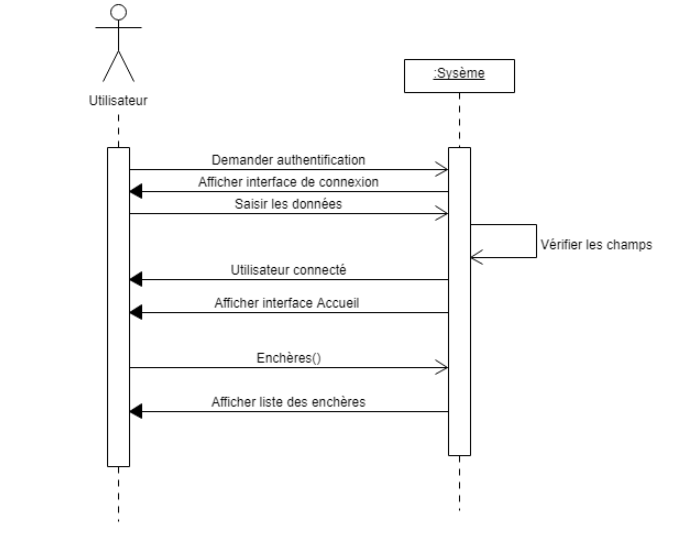 :Sysème
Utilisateur
Demander authentification
Afficher interface de connexion
Saisir les données
Vérifier les champs
Utilisateur connecté
Afficher interface Accueil
Enchères()
Afficher liste des enchères